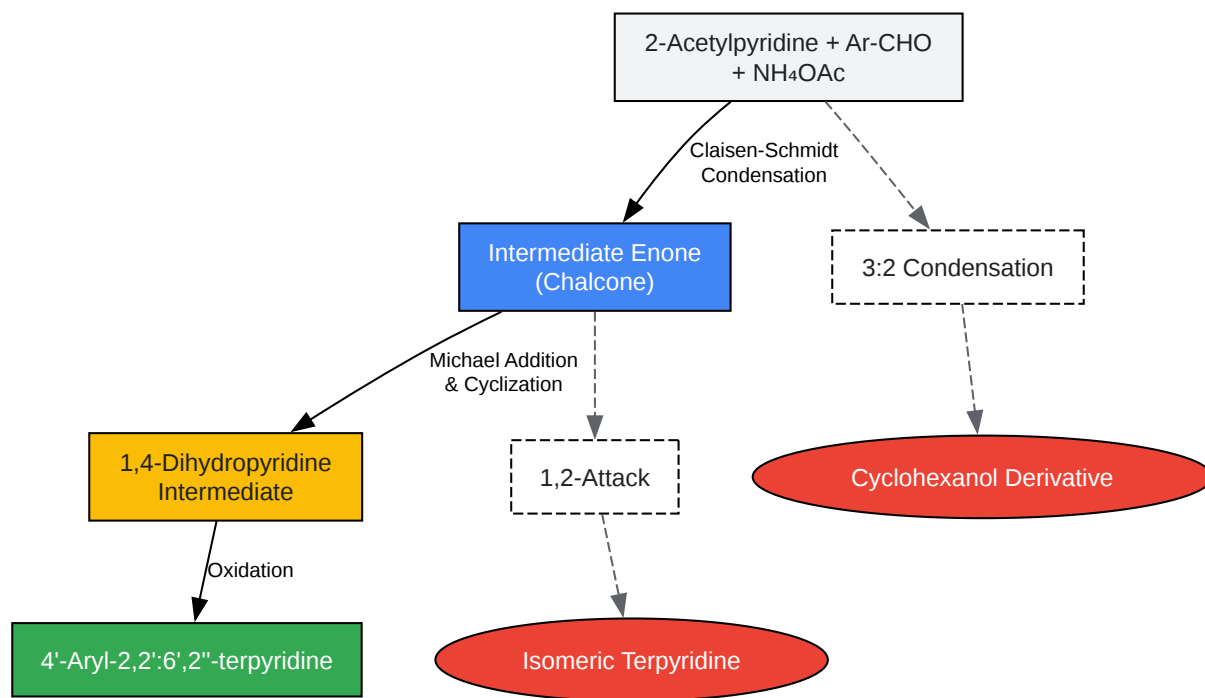 2-Acetylpyridine + Ar-CHO
+ NH₄OAc
Claisen-Schmidt
Condensation
Intermediate Enone
(Chalcone)
3:2 Condensation
Michael Addition
& Cyclization
1,4-Dihydropyridine
Intermediate
1,2-Attack
Cyclohexanol Derivative
Oxidation
4'-Aryl-2,2':6',2''-terpyridine
Isomeric Terpyridine